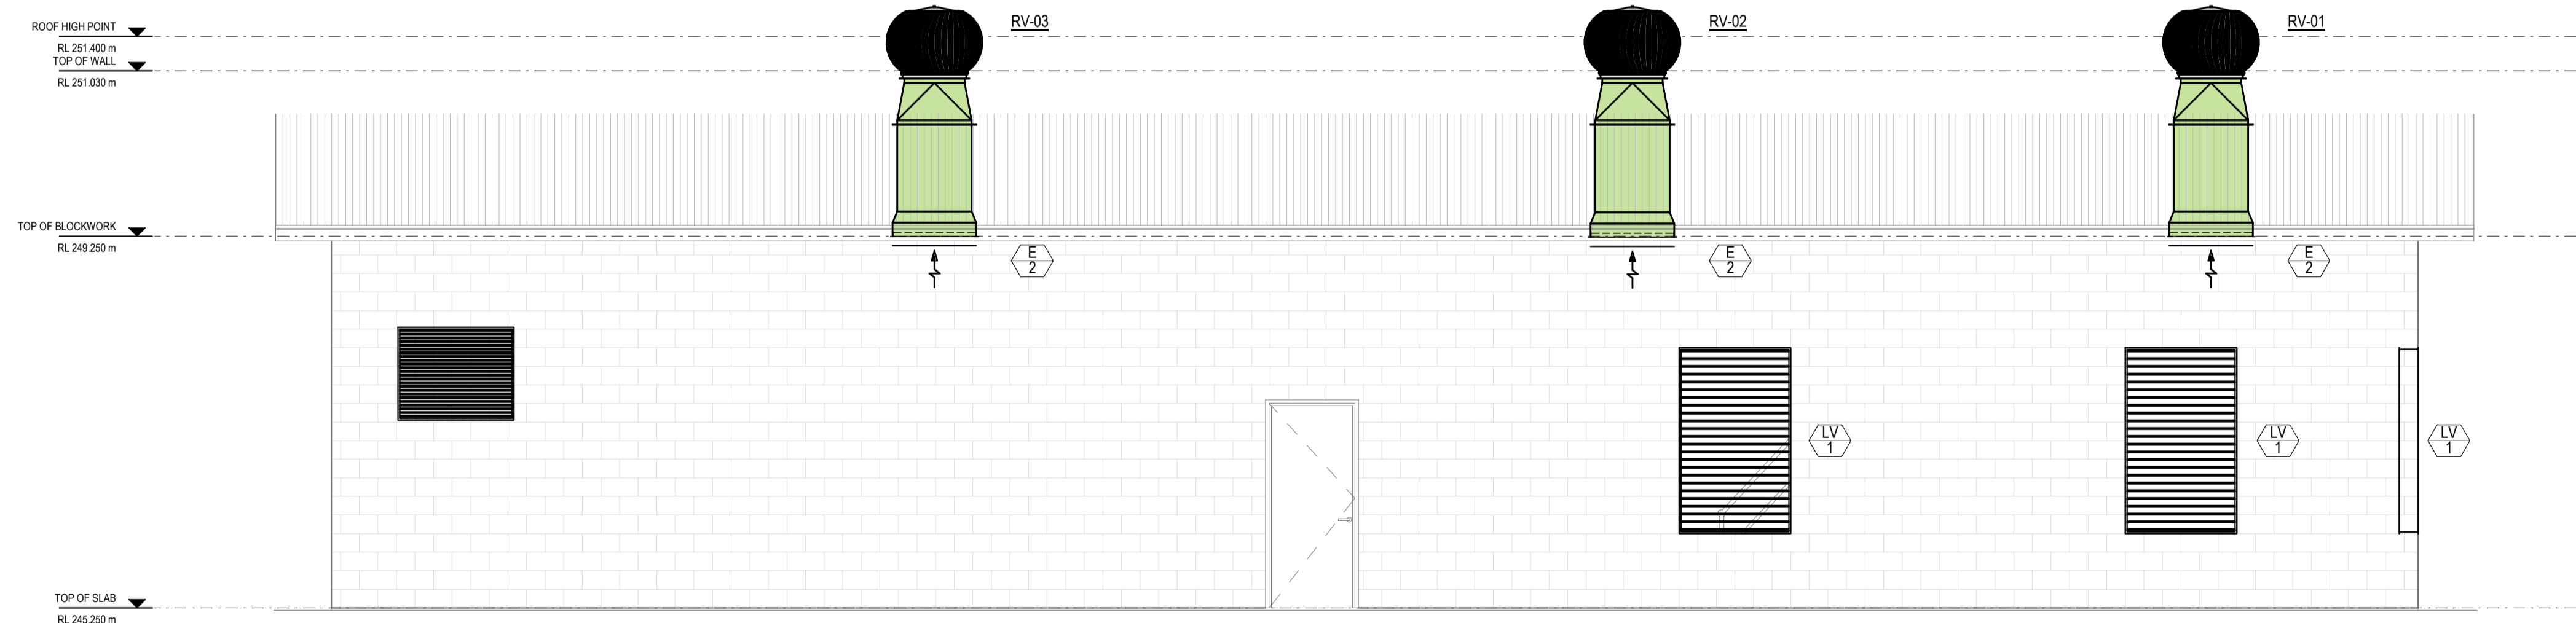 RV-03
RV-02
RV-01
ROOF HIGH POINT
RL 251.400 m
TOP OF WALL
RL 251.030 m
TOP OF BLOCKWORK
RL 249.250 m
E
2
E
2
E
2
LV
1
LV
1
LV
1
TOP OF SLAB
RL 245.250 m